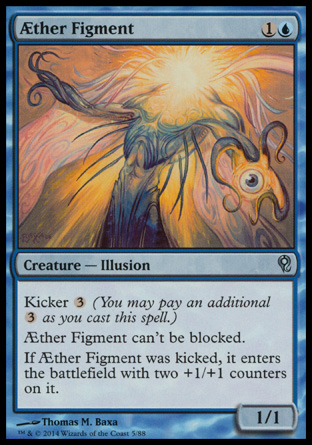 Æther Figment 1
Creature — Illusion
Kicker 3 (You may pay an additional
3 as you cast this spell.)
Æther Figment can't be blocked.
If Æther Figment was kicked, it enters
the battlefield with two +1/+1 counters
on it.
Thomas M. Baxa
1/1
™ & © 2014 Wizards of the Coast 5/88